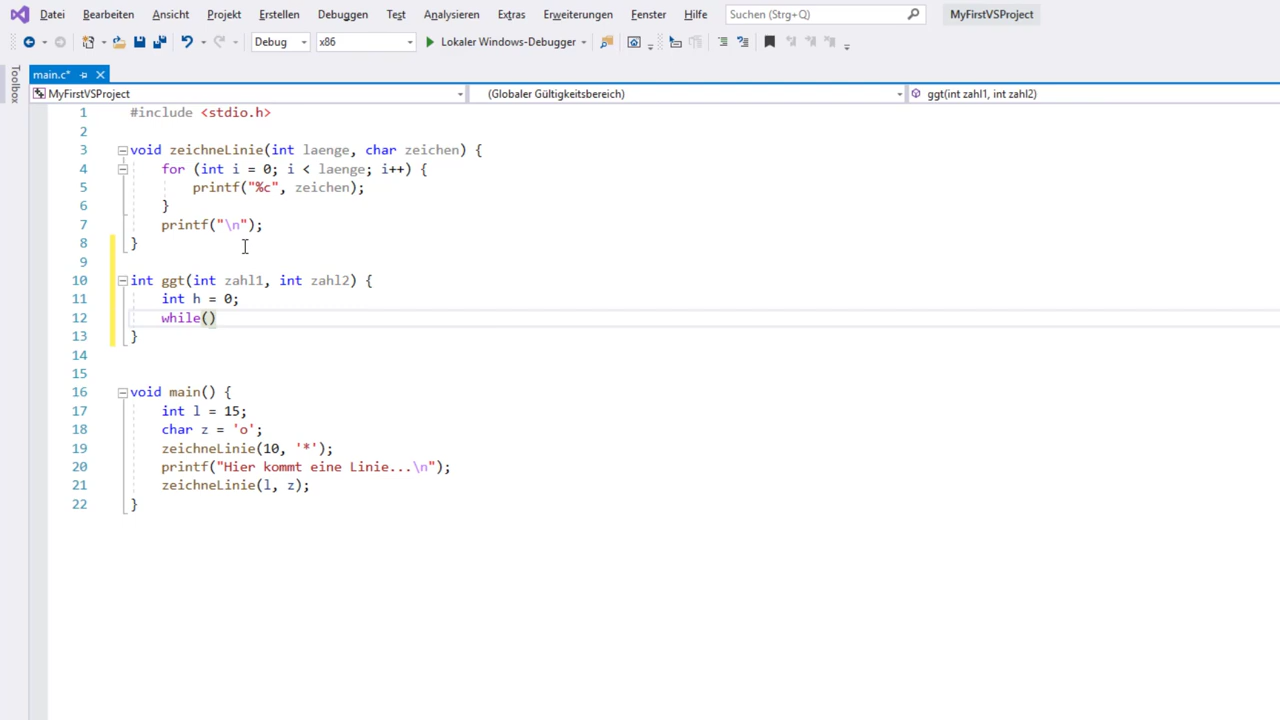 Datei Bearbeiten Ansicht Projekt Erstellen Debuggen Test Analysieren Extras Erweiterungen Fenster Hilfe Suchen (Strg+Q) MyFirstVSProject
Debug x86 Lokaler Windows-Debugger
Toolbox
main.c*
MyFirstVSProject (Globaler Gültigkeitsbereich) ggt(int zahl1, int zahl2)
1 #include <stdio.h>
2
3 void zeichneLinie(int laenge, char zeichen) {
4 for (int i = 0; i < laenge; i++) {
5 printf("%c", zeichen);
6 }
7 printf("\n");
8 }
9
10 int ggt(int zahl1, int zahl2) {
11 int h = 0;
12 while()
13 }
14
15
16 void main() {
17 int l = 15;
18 char z = 'o';
19 zeichneLinie(10, '*');
20 printf("Hier kommt eine Linie...\n");
21 zeichneLinie(l, z);
22 }